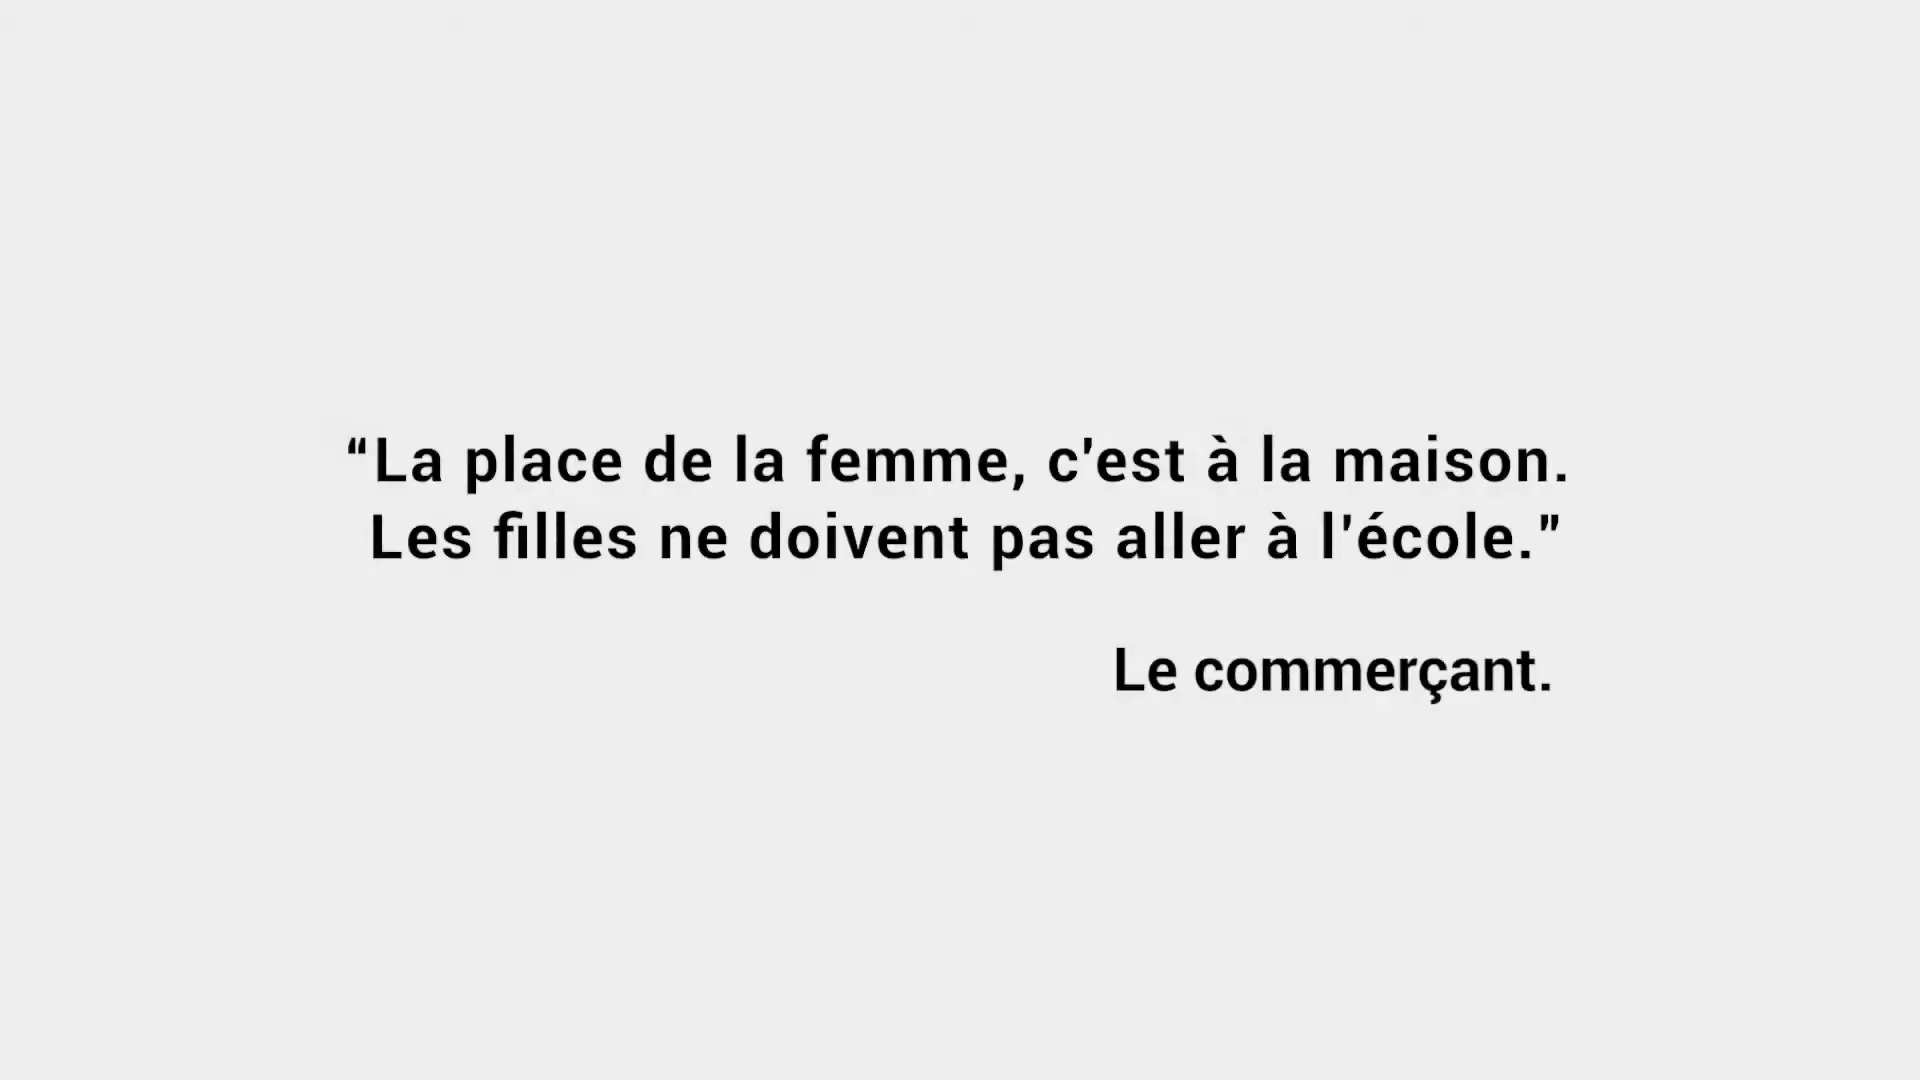 “La place de la femme, c'est à la maison.
Les filles ne doivent pas aller à l'école.”
Le commerçant.